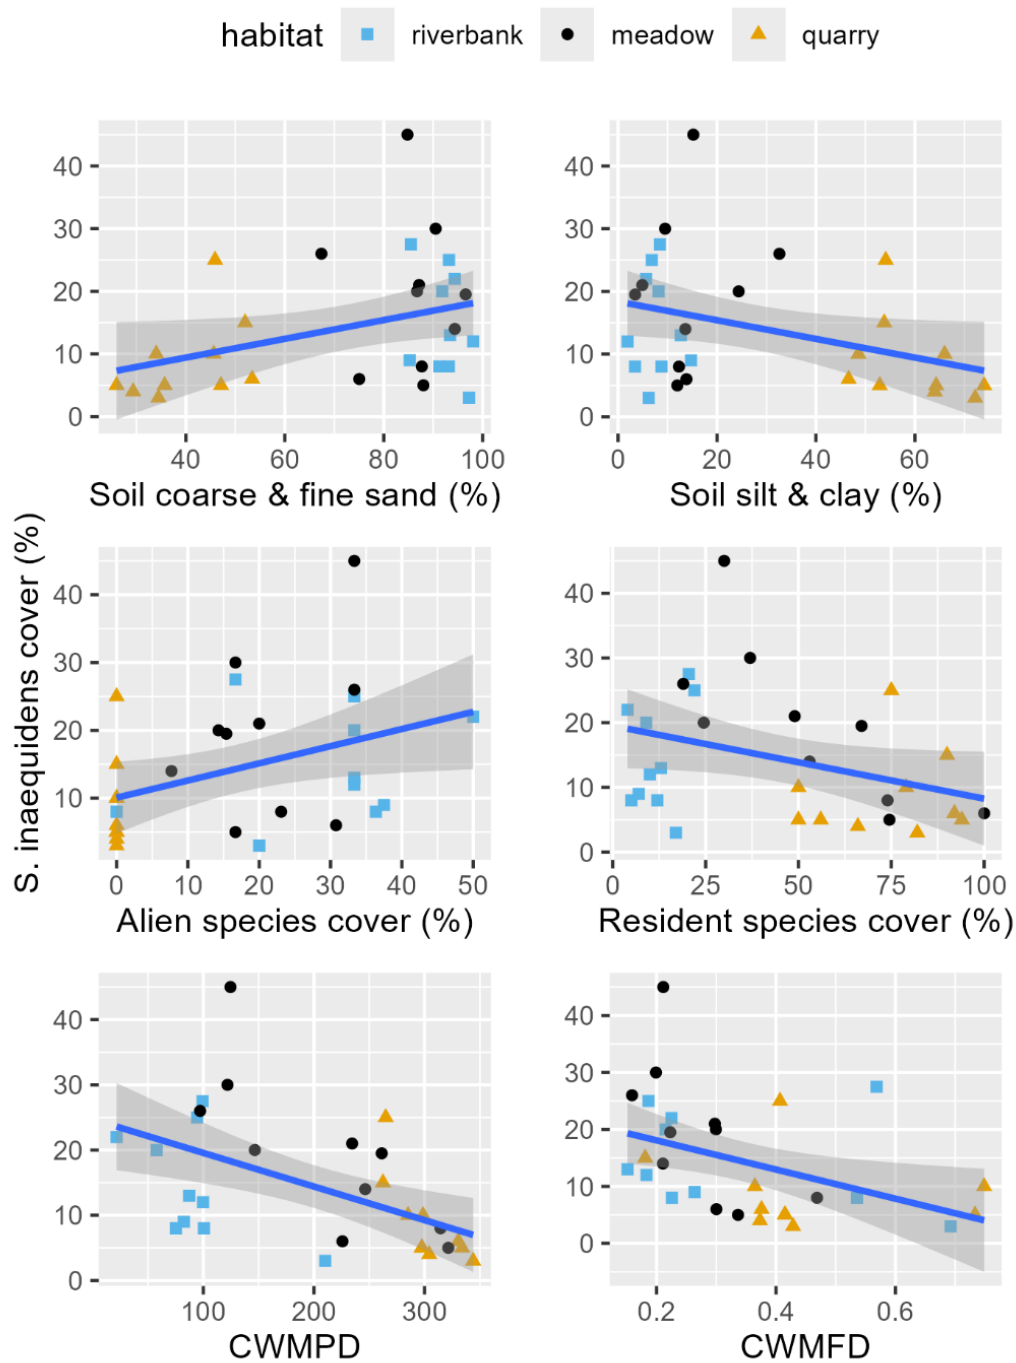 habitat riverbank meadow quarry
40
30
20
10
0
40 60 80 100
Soil coarse & fine sand (%)
40
30
20
10
0
0 20 40 60
Soil silt & clay (%)
S. inaequidens cover (%)
40
30
20
10
0 10 20 30 40 50
Alien species cover (%)
40
30
20
10
0
0 25 50 75 100
Resident species cover (%)
40
30
20
10
0
100 200 300
CWMPD
40
30
20
10
0
0.2 0.4 0.6
CWMFD